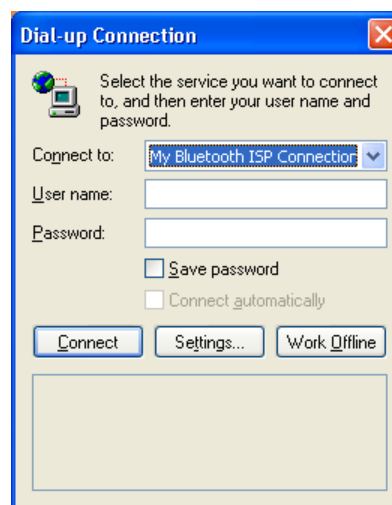 Dial-up Connection
Select the service you want to connect
to, and then enter your user name and
password.
Connect to: My Bluetooth ISP Connection
User name:
Password:
Save password
Connect automatically
Connect Settings... Work Offline